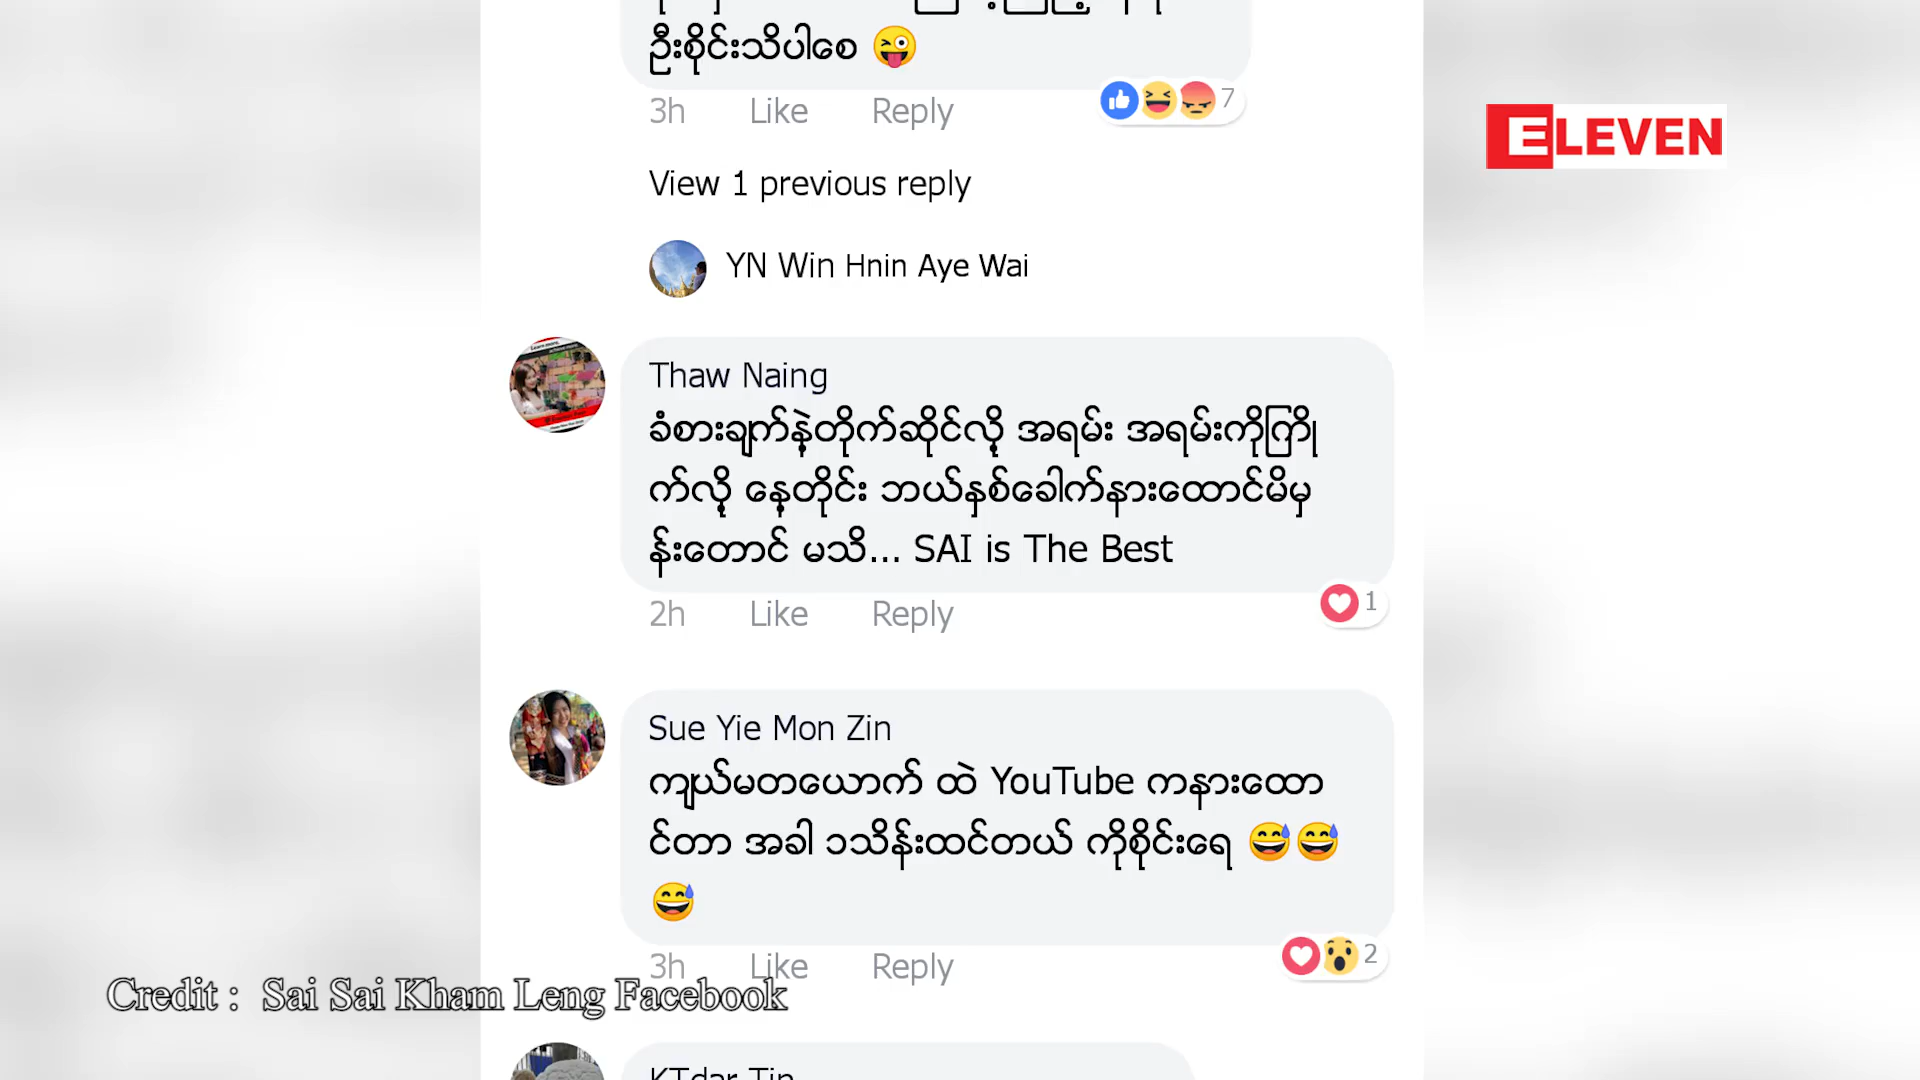 ဦးစိုင်းသိပါစေ 😜
3h Like Reply 7
ELEVEN
View 1 previous reply
YN Win Hnin Aye Wai
Thaw Naing
ခံစားချက်နဲ့တိုက်ဆိုင်လို့ အရမ်း အရမ်းကိုကြို
က်လို့ နေ့တိုင်း ဘယ်နှစ်ခေါက်နားထောင်မိမှ
န်းတောင် မသိ... SAI is The Best
2h Like Reply 1
Sue Yie Mon Zin
ကျယ်မတယောက် ထဲ YouTube ကနားထော
င်တာ အခါ ၁သိန်းထင်တယ် ကိုစိုင်းရေ 😅😅
😅
3h Like Reply 2
Credit : Sai Sai Kham Leng Facebook
KTdar Tin